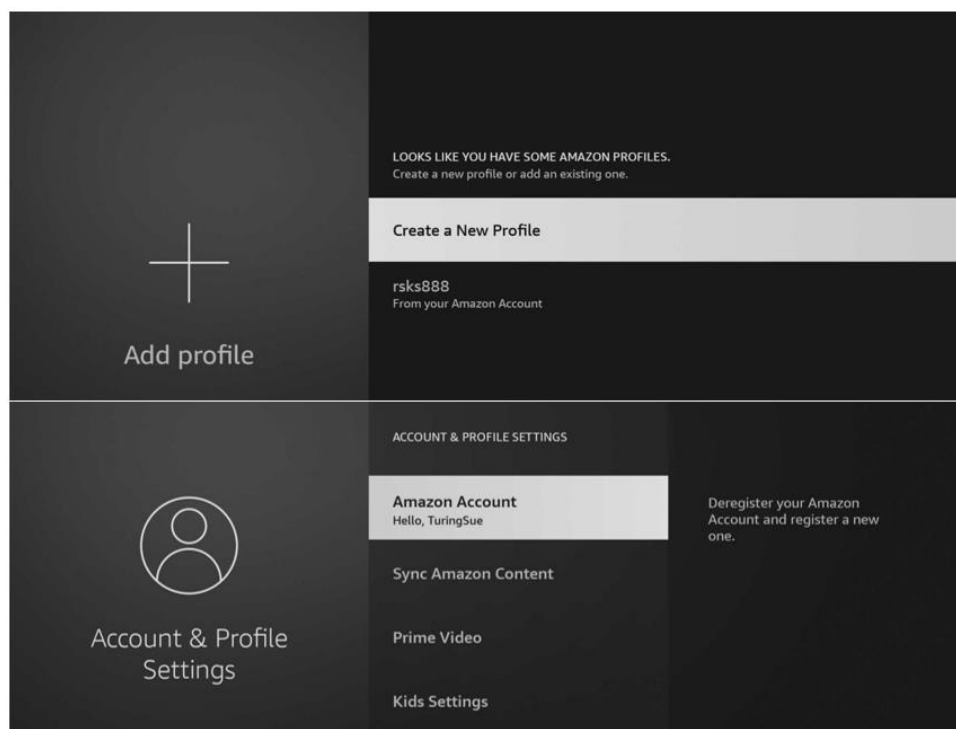 LOOKS LIKE YOU HAVE SOME AMAZON PROFILES.
Create a new profile or add an existing one.
Create a New Profile
rsks888
From your Amazon Account
Add profile
ACCOUNT & PROFILE SETTINGS
Amazon Account
Hello, TuringSue
Deregister your Amazon
Account and register a new
one.
Sync Amazon Content
Prime Video
Kids Settings
Account & Profile
Settings